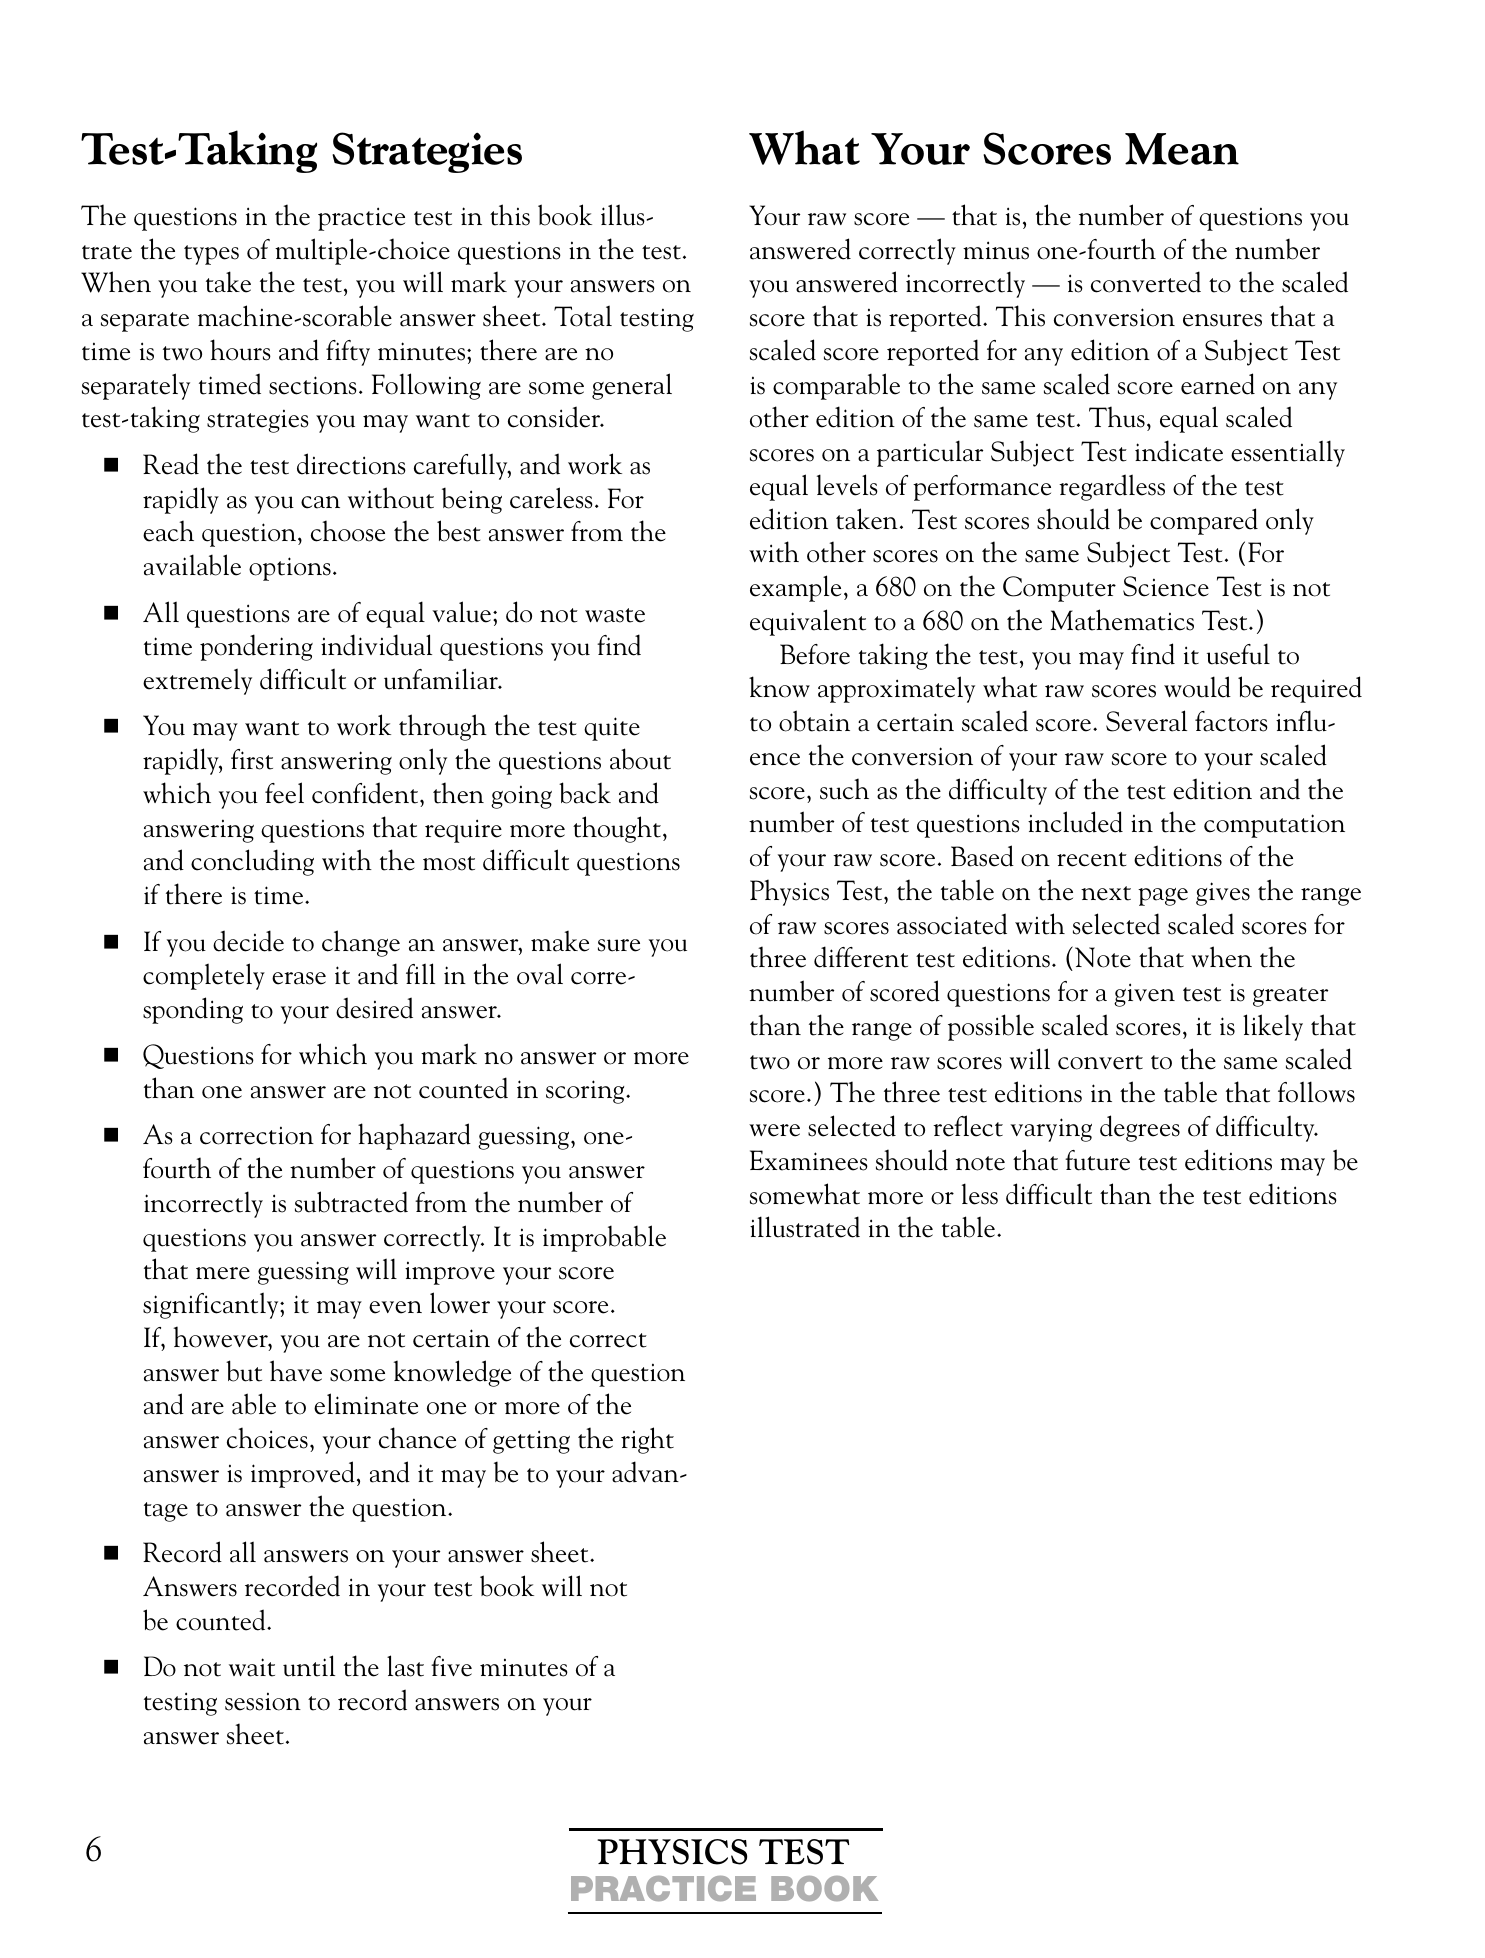 Test-Taking Strategies
The questions in the practice test in this book illus-
trate the types of multiple-choice questions in the test.
When you take the test, you will mark your answers on
a separate machine-scorable answer sheet. Total testing
time is two hours and fifty minutes; there are no
separately timed sections. Following are some general
test-taking strategies you may want to consider.
■ Read the test directions carefully, and work as
rapidly as you can without being careless. For
each question, choose the best answer from the
available options.
■ All questions are of equal value; do not waste
time pondering individual questions you find
extremely difficult or unfamiliar.
■ You may want to work through the test quite
rapidly, first answering only the questions about
which you feel confident, then going back and
answering questions that require more thought,
and concluding with the most difficult questions
if there is time.
■ If you decide to change an answer, make sure you
completely erase it and fill in the oval corre-
sponding to your desired answer.
■ Questions for which you mark no answer or more
than one answer are not counted in scoring.
■ As a correction for haphazard guessing, one-
fourth of the number of questions you answer
incorrectly is subtracted from the number of
questions you answer correctly. It is improbable
that mere guessing will improve your score
significantly; it may even lower your score.
If, however, you are not certain of the correct
answer but have some knowledge of the question
and are able to eliminate one or more of the
answer choices, your chance of getting the right
answer is improved, and it may be to your advan-
tage to answer the question.
■ Record all answers on your answer sheet.
Answers recorded in your test book will not
be counted.
■ Do not wait until the last five minutes of a
testing session to record answers on your
answer sheet.
What Your Scores Mean
Your raw score — that is, the number of questions you
answered correctly minus one-fourth of the number
you answered incorrectly — is converted to the scaled
score that is reported. This conversion ensures that a
scaled score reported for any edition of a Subject Test
is comparable to the same scaled score earned on any
other edition of the same test. Thus, equal scaled
scores on a particular Subject Test indicate essentially
equal levels of performance regardless of the test
edition taken. Test scores should be compared only
with other scores on the same Subject Test. (For
example, a 680 on the Computer Science Test is not
equivalent to a 680 on the Mathematics Test.)
Before taking the test, you may find it useful to
know approximately what raw scores would be required
to obtain a certain scaled score. Several factors influ-
ence the conversion of your raw score to your scaled
score, such as the difficulty of the test edition and the
number of test questions included in the computation
of your raw score. Based on recent editions of the
Physics Test, the table on the next page gives the range
of raw scores associated with selected scaled scores for
three different test editions. (Note that when the
number of scored questions for a given test is greater
than the range of possible scaled scores, it is likely that
two or more raw scores will convert to the same scaled
score.) The three test editions in the table that follows
were selected to reflect varying degrees of difficulty.
Examinees should note that future test editions may be
somewhat more or less difficult than the test editions
illustrated in the table.
6
PHYSICS TEST
PRACTICE BOOK